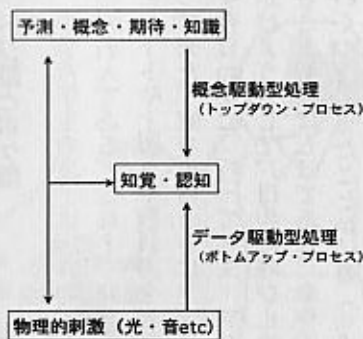 予測・概念・期待・知識
概念駆動型処理
(トップダウン・プロセス)
知覚・認知
データ駆動型処理
(ボトムアップ・プロセス)
物理的刺激(光・音etc)